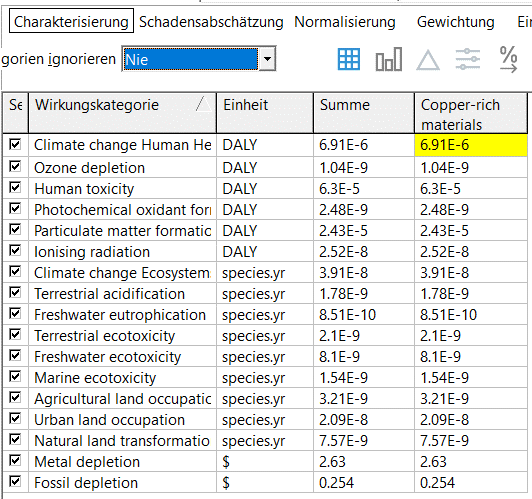 Charakterisierung Schadensabschätzung Normalisierung Gewichtung Ein
gorien ignorieren Nie
Se Wirkungskategorie Einheit Summe Copper-rich
materials
Climate change Human He DALY 6.91E-6 6.91E-6
Ozone depletion DALY 1.04E-9 1.04E-9
Human toxicity DALY 6.3E-5 6.3E-5
Photochemical oxidant for DALY 2.48E-9 2.48E-9
Particulate matter formatio DALY 2.43E-5 2.43E-5
Ionising radiation DALY 2.52E-8 2.52E-8
Climate change Ecosystem species.yr 3.91E-8 3.91E-8
Terrestrial acidification species.yr 1.78E-9 1.78E-9
Freshwater eutrophication species.yr 8.51E-10 8.51E-10
Terrestrial ecotoxicity species.yr 2.1E-9 2.1E-9
Freshwater ecotoxicity species.yr 8.1E-9 8.1E-9
Marine ecotoxicity species.yr 1.54E-9 1.54E-9
Agricultural land occupatic species.yr 3.21E-9 3.21E-9
Urban land occupation species.yr 2.09E-8 2.09E-8
Natural land transformatio species.yr 7.57E-9 7.57E-9
Metal depletion $ 2.63 2.63
Fossil depletion $ 0.254 0.254